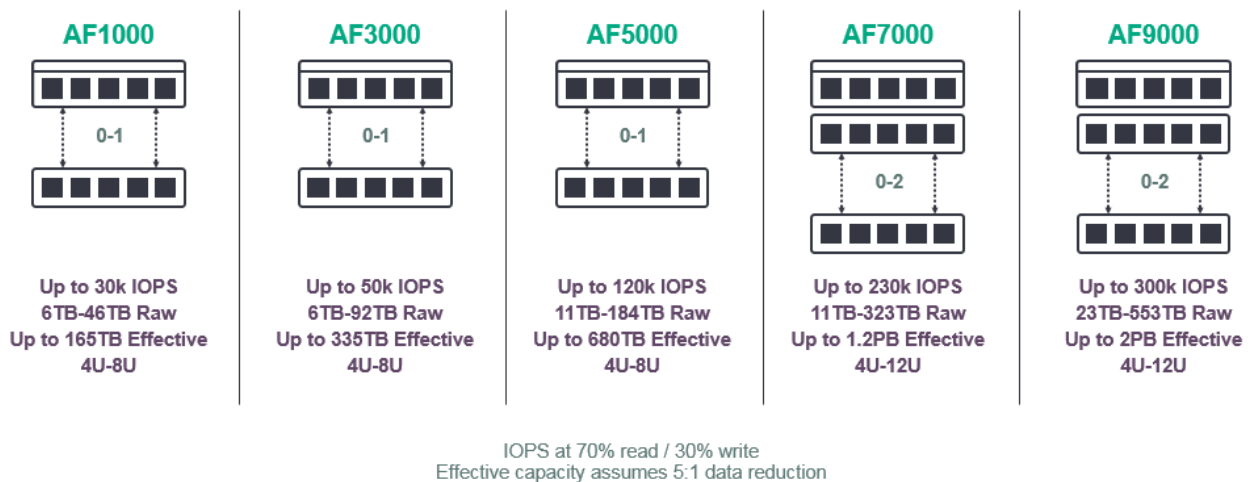 AF1000
0-1
Up to 30k IOPS
6TB-46TB Raw
Up to 165TB Effective
4U-8U
AF3000
0-1
Up to 50k IOPS
6TB-92TB Raw
Up to 335TB Effective
4U-8U
AF5000
0-1
Up to 120k IOPS
11TB-184TB Raw
Up to 680TB Effective
4U-8U
AF7000
0-2
Up to 230k IOPS
11TB-323TB Raw
Up to 1.2PB Effective
4U-12U
AF9000
0-2
Up to 300k IOPS
23TB-553TB Raw
Up to 2PB Effective
4U-12U
IOPS at 70% read / 30% write
Effective capacity assumes 5:1 data reduction